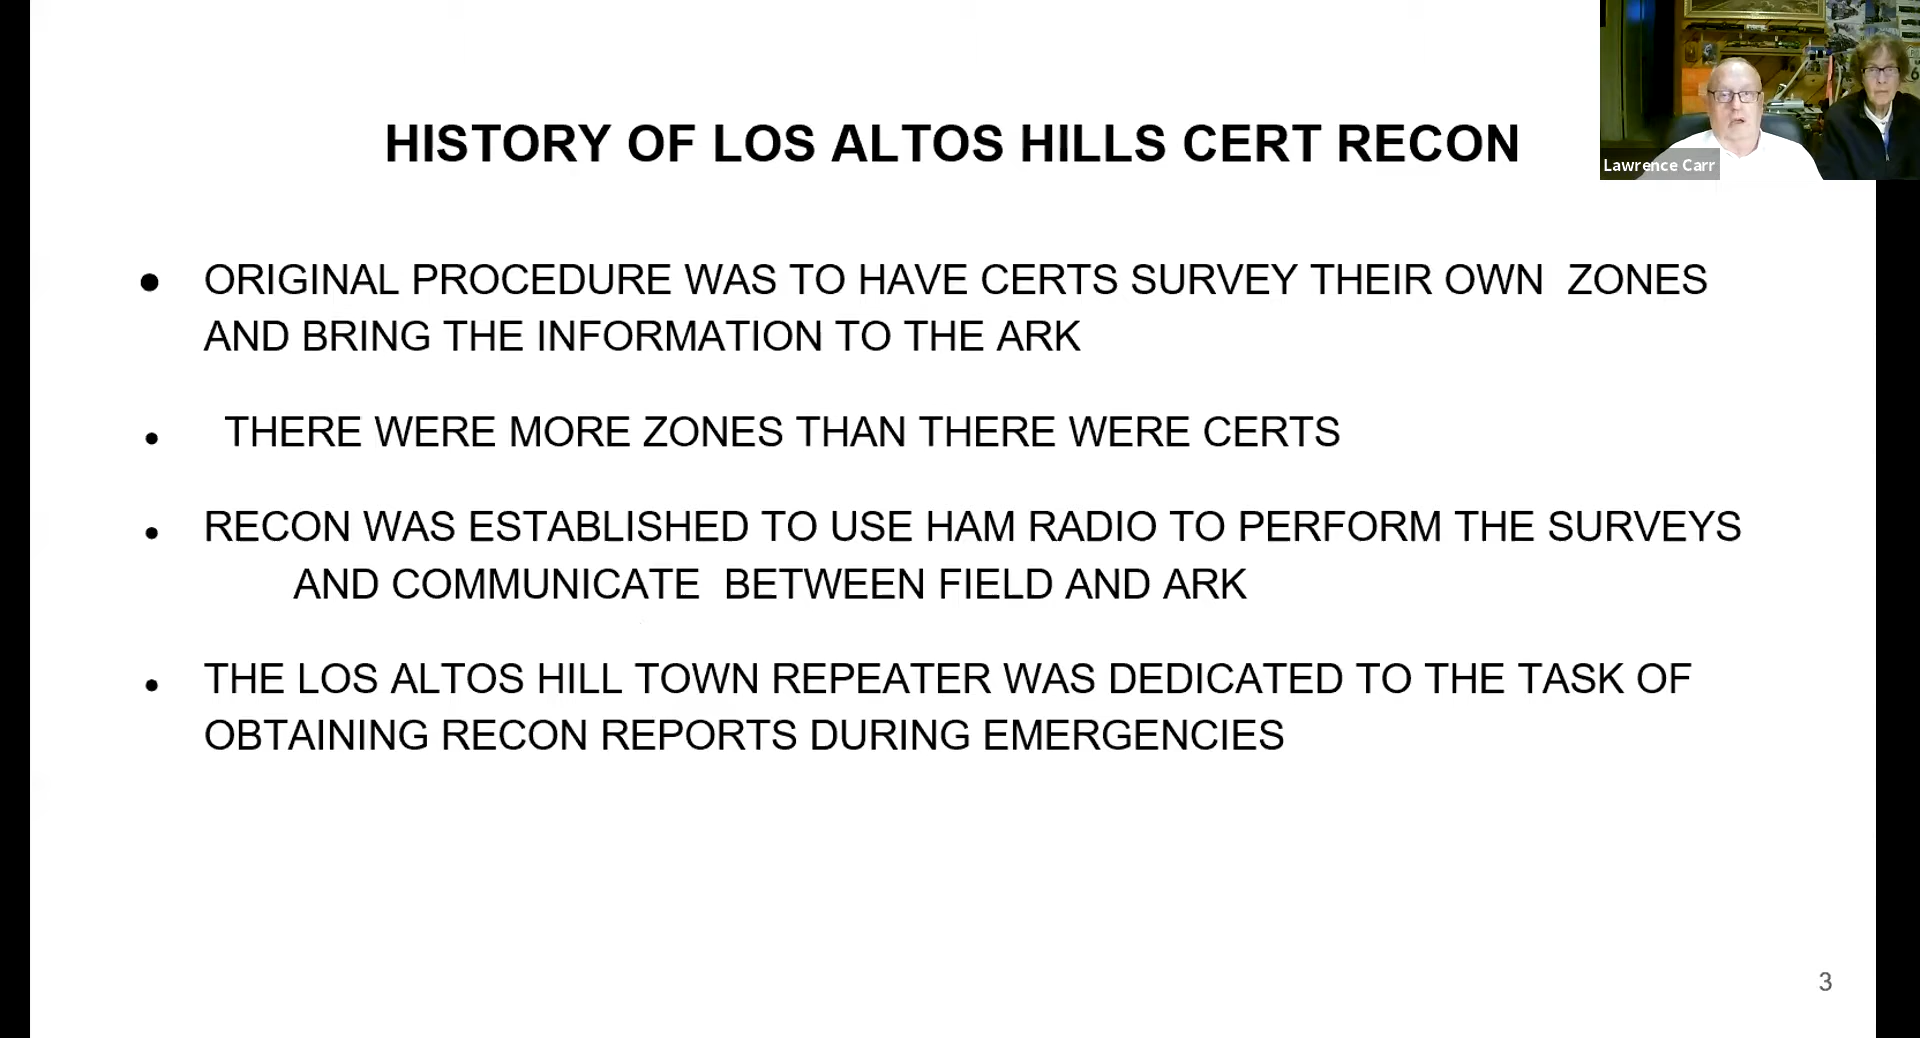 HISTORY OF LOS ALTOS HILLS CERT RECON
Lawrence Carr
● ORIGINAL PROCEDURE WAS TO HAVE CERTS SURVEY THEIR OWN ZONES
AND BRING THE INFORMATION TO THE ARK
● THERE WERE MORE ZONES THAN THERE WERE CERTS
● RECON WAS ESTABLISHED TO USE HAM RADIO TO PERFORM THE SURVEYS
AND COMMUNICATE BETWEEN FIELD AND ARK
● THE LOS ALTOS HILL TOWN REPEATER WAS DEDICATED TO THE TASK OF
OBTAINING RECON REPORTS DURING EMERGENCIES
3